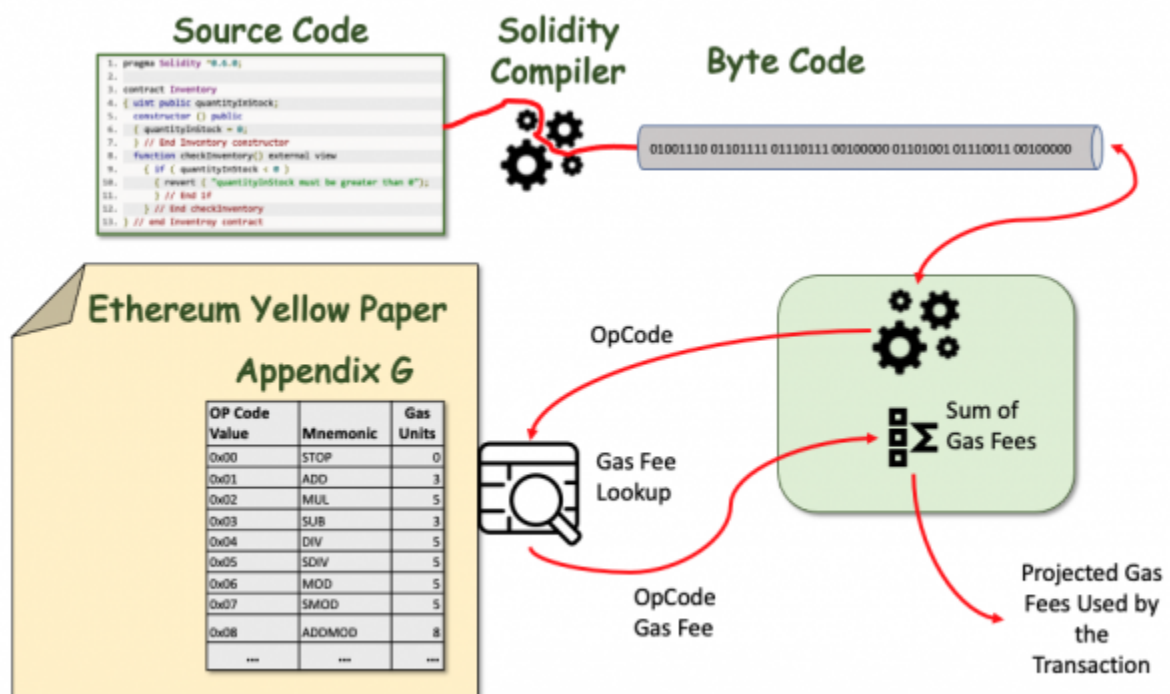 Source Code
1. pragma Solidity ^0.6.0;
2.
3. contract Inventory
4. { uint public quantityInStock;
5. constructor () public
6. { quantityInStock = 0;
7. } // End Inventory constructor
8. function checkInventory() external view
9. { if ( quantityInStock < 0 )
10. { revert ( "quantityInStock must be greater than 0");
11. } // End if
12. } // End checkInventory
13. } // end Inventroy contract
Solidity
Compiler
Byte Code
01001110 01101111 01110111 00100000 01101001 01110011 00100000
Ethereum Yellow Paper
Appendix G
OP Code Value Mnemonic Gas Units
0x00 STOP 0
0x01 ADD 3
0x02 MUL 5
0x03 SUB 3
0x04 DIV 5
0x05 SDIV 5
0x06 MOD 5
0x07 SMOD 5
0x08 ADDMOD 8
... ... ...
OpCode
Gas Fee
Lookup
OpCode
Gas Fee
Sum of
Gas Fees
Projected Gas
Fees Used by
the
Transaction